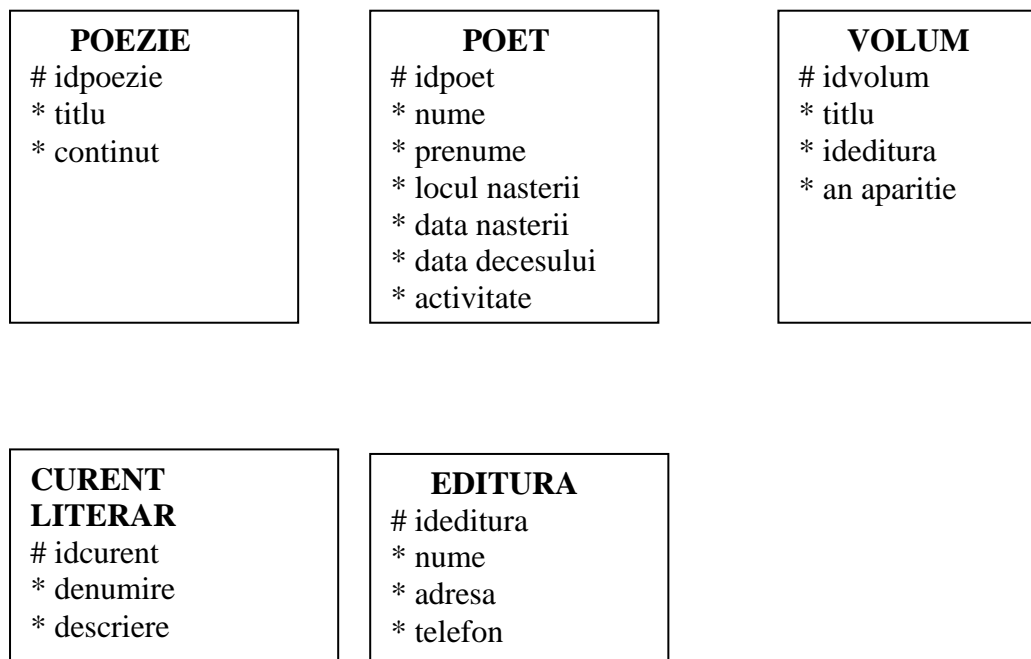 POEZIE
# idpoezie
* titlu
* continut
POET
# idpoet
* nume
* prenume
* locul nasterii
* data nasterii
* data decesului
* activitate
VOLUM
# idvolum
* titlu
* ideditura
* an aparitie
CURENT
LITERAR
# idcurent
* denumire
* descriere
EDITURA
# ideditura
* nume
* adresa
* telefon